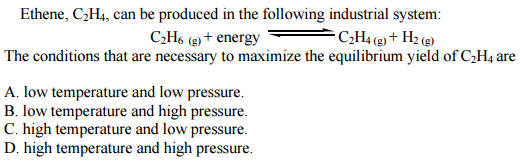 Ethene, C₂H₄, can be produced in the following industrial system:
C₂H₆ (g) + energy ⇌ C₂H₄ (g) + H₂ (g)
The conditions that are necessary to maximize the equilibrium yield of C₂H₄ are
A. low temperature and low pressure.
B. low temperature and high pressure.
C. high temperature and low pressure.
D. high temperature and high pressure.